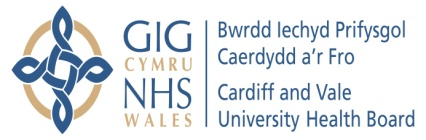 GIG
CYMRU
NHS
WALES
Bwrdd Iechyd Prifysgol
Caerdydd a'r Fro
Cardiff and Vale
University Health Board